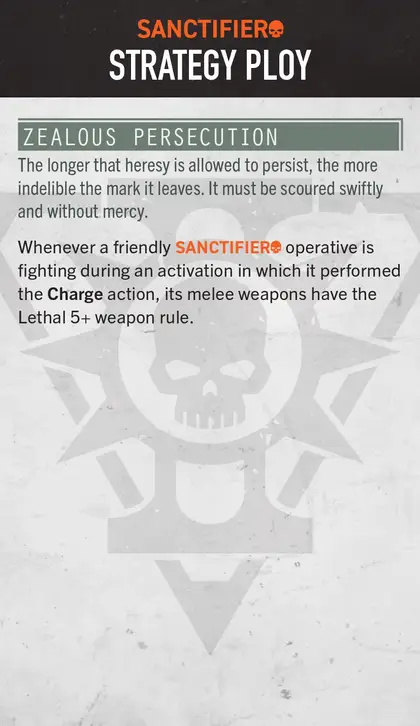 SANCTIFIER
STRATEGY PLOY
ZEALOUS PERSECUTION
The longer that heresy is allowed to persist, the more
indelible the mark it leaves. It must be scoured swiftly
and without mercy.
Whenever a friendly SANCTIFIER operative is
fighting during an activation in which it performed
the Charge action, its melee weapons have the
Lethal 5+ weapon rule.